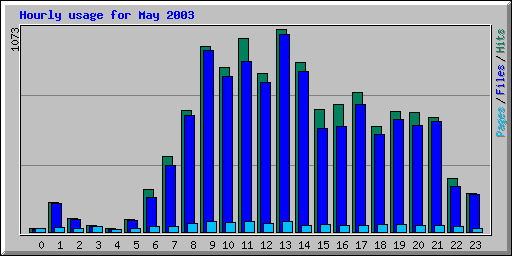 Hourly usage for May 2003
1073
Pages / Files / Hits
0 1 2 3 4 5 6 7 8 9 10 11 12 13 14 15 16 17 18 19 20 21 22 23